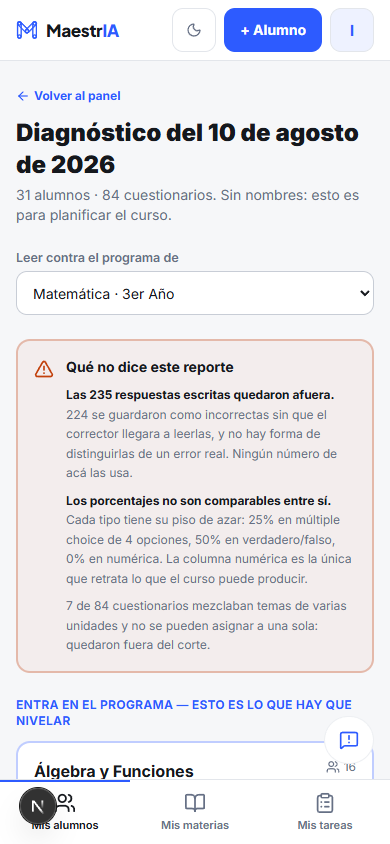 MaestrIA
+ Alumno
I
← Volver al panel
Diagnóstico del 10 de agosto
de 2026
31 alumnos · 84 cuestionarios. Sin nombres: esto es
para planificar el curso.
Leer contra el programa de
Matemática · 3er Año
Qué no dice este reporte
Las 235 respuestas escritas quedaron afuera.
224 se guardaron como incorrectas sin que el
corrector llegara a leerlas, y no hay forma de
distinguirlas de un error real. Ningún número de
acá las usa.
Los porcentajes no son comparables entre sí.
Cada tipo tiene su piso de azar: 25% en múltiple
choice de 4 opciones, 50% en verdadero/falso,
0% en numérica. La columna numérica es la única
que retrata lo que el curso puede producir.
7 de 84 cuestionarios mezclaban temas de varias
unidades y no se pueden asignar a una sola:
quedaron fuera del corte.
ENTRA EN EL PROGRAMA — ESTO ES LO QUE HAY QUE
NIVELAR
Álgebra y Funciones
16
N
Mis alumnos
Mis materias
Mis tareas